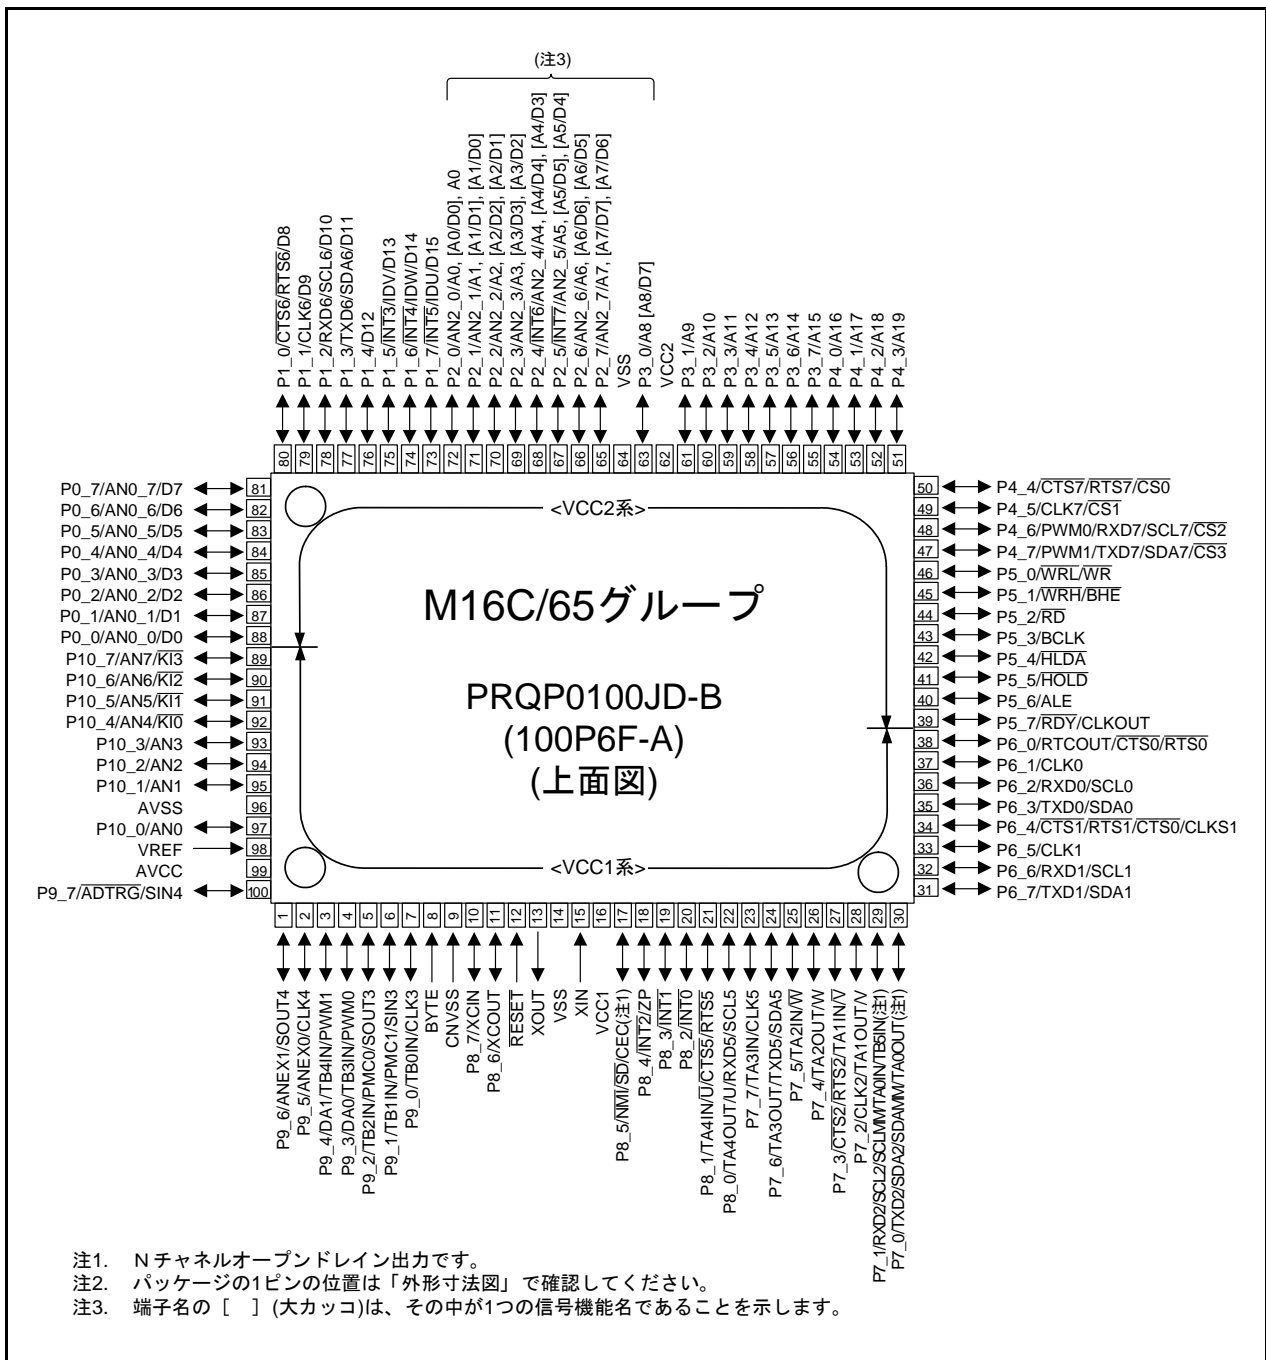 (注3)
P1_0/CTS6/RTS6/D8
P1_1/CLK6/D9
P1_2/RXD6/SCL6/D10
P1_3/TXD6/SDA6/D11
P1_4/D12
P1_5/INT3/IDV/D13
P1_6/INT4/IDW/D14
P1_7/INT5/IDU/D15
P2_0/AN2_0/A0, [A0/D0], A0
P2_1/AN2_1/A1, [A1/D1], [A1/D0]
P2_2/AN2_2/A2, [A2/D2], [A2/D1]
P2_3/AN2_3/A3, [A3/D3], [A3/D2]
P2_4/INT6/AN2_4/A4, [A4/D4], [A4/D3]
P2_5/INT7/AN2_5/A5, [A5/D5], [A5/D4]
P2_6/AN2_6/A6, [A6/D6], [A6/D5]
P2_7/AN2_7/A7, [A7/D7], [A7/D6]
VSS
P3_0/A8 [A8/D7]
VCC2
P3_1/A9
P3_2/A10
P3_3/A11
P3_4/A12
P3_5/A13
P3_6/A14
P3_7/A15
P4_0/A16
P4_1/A17
P4_2/A18
P4_3/A19
80 79 78 77 76 75 74 73 72 71 70 69 68 67 66 65 64 63 62 61 60 59 58 57 56 55 54 53 52 51
P0_7/AN0_7/D7 81
P0_6/AN0_6/D6 82
P0_5/AN0_5/D5 83
P0_4/AN0_4/D4 84
P0_3/AN0_3/D3 85
P0_2/AN0_2/D2 86
P0_1/AN0_1/D1 87
P0_0/AN0_0/D0 88
P10_7/AN7/KI3 89
P10_6/AN6/KI2 90
P10_5/AN5/KI1 91
P10_4/AN4/KI0 92
P10_3/AN3 93
P10_2/AN2 94
P10_1/AN1 95
AVSS 96
P10_0/AN0 97
VREF 98
AVCC 99
P9_7/ADTRG/SIN4 100
<VCC2系>
M16C/65グループ
PRQP0100JD-B
(100P6F-A)
(上面図)
<VCC1系>
50 P4_4/CTS7/RTS7/CS0
49 P4_5/CLK7/CS1
48 P4_6/PWM0/RXD7/SCL7/CS2
47 P4_7/PWM1/TXD7/SDA7/CS3
46 P5_0/WRL/WR
45 P5_1/WRH/BHE
44 P5_2/RD
43 P5_3/BCLK
42 P5_4/HLDA
41 P5_5/HOLD
40 P5_6/ALE
39 P5_7/RDY/CLKOUT
38 P6_0/RTCOUT/CTS0/RTS0
37 P6_1/CLK0
36 P6_2/RXD0/SCL0
35 P6_3/TXD0/SDA0
34 P6_4/CTS1/RTS1/CTS0/CLKS1
33 P6_5/CLK1
32 P6_6/RXD1/SCL1
31 P6_7/TXD1/SDA1
1 2 3 4 5 6 7 8 9 10 11 12 13 14 15 16 17 18 19 20 21 22 23 24 25 26 27 28 29 30
P9_6/ANEX1/SOUT4
P9_5/ANEX0/CLK4
P9_4/DA1/TB4IN/PWM1
P9_3/DA0/TB3IN/PWM0
P9_2/TB2IN/PMC0/SOUT3
P9_1/TB1IN/PMC1/SIN3
P9_0/TB0IN/CLK3
BYTE
CNVSS
P8_7/XCIN
P8_6/XCOUT
RESET
XOUT
VSS
XIN
VCC1
P8_5/NMI/SD/CEC(注1)
P8_4/INT2/ZP
P8_3/INT1
P8_2/INT0
P8_1/TA4IN/U/CTS5/RTS5
P8_0/TA4OUT/U/RXD5/SCL5
P7_7/TA3IN/CLK5
P7_6/TA3OUT/TXD5/SDA5
P7_5/TA2IN/W
P7_4/TA2OUT/W
P7_3/CTS2/RTS2/TA1IN/V
P7_2/CLK2/TA1OUT/V
P7_1/RXD2/SCL2/SCLMM/TA0IN/TB5IN(注1)
P7_0/TXD2/SDA2/SDAMM/TA0OUT(注1)
注1. Nチャネルオープンドレイン出力です。
注2. パッケージの1ピンの位置は「外形寸法図」で確認してください。
注3. 端子名の［　］(大カッコ)は、その中が1つの信号機能名であることを示します。